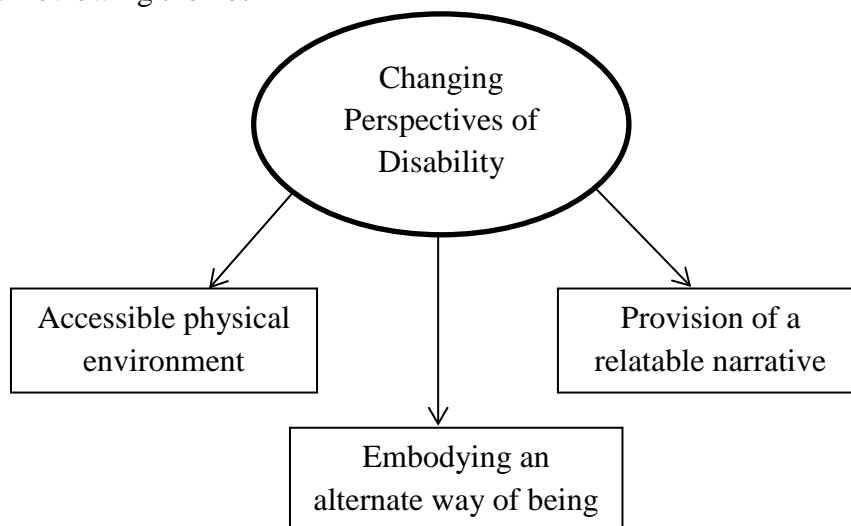 Changing
Perspectives of
Disability
Accessible physical
environment
Provision of a
relatable narrative
Embodying an
alternate way of being